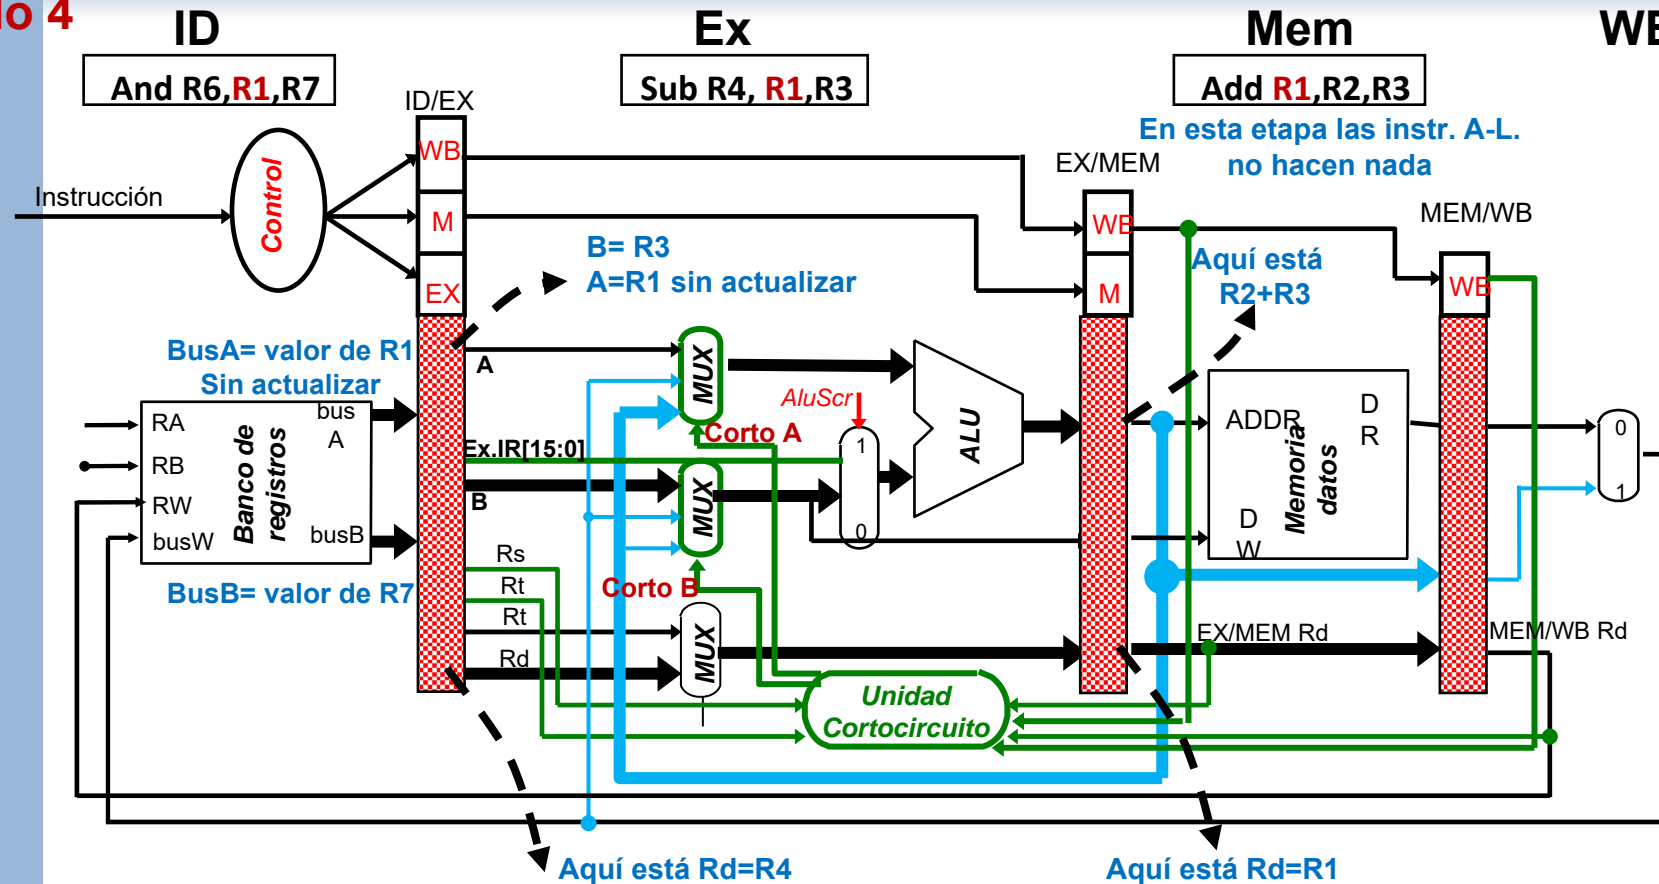 lo 4
ID
Ex
Mem
WB
And R6,R1,R7
Sub R4, R1,R3
Add R1,R2,R3
ID/EX
En esta etapa las instr. A-L.
no hacen nada
EX/MEM
MEM/WB
Instrucción
Control
WB
M
EX
WB
M
WB
B= R3
A=R1 sin actualizar
Aquí está
R2+R3
BusA= valor de R1
Sin actualizar
A
MUX
AluScr
Corto A
ALU
RA
RB
RW
busW
Banco de
registros
bus
A
busB
Ex.IR[15:0]
B
MUX
1
0
ADDR
D
R
Memoria
datos
D
W
0
1
BusB= valor de R7
Rs
Rt
Rt
Rd
Corto B
MUX
EX/MEM Rd
MEM/WB Rd
Unidad
Cortocircuito
Aquí está Rd=R4
Aquí está Rd=R1